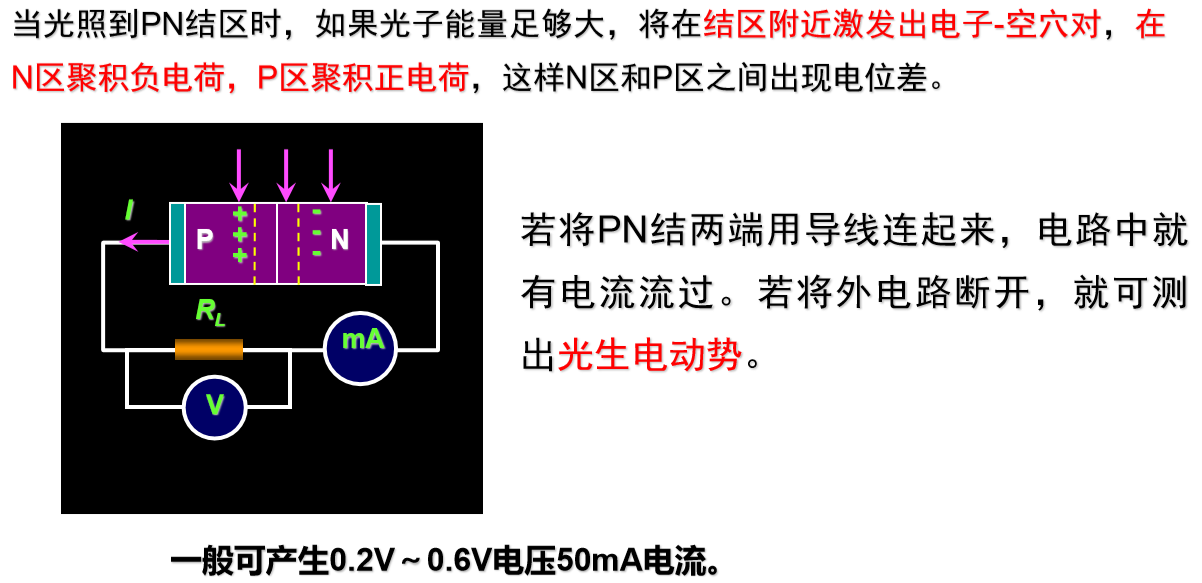 当光照到PN结区时，如果光子能量足够大，将在结区附近激发出电子-空穴对，在
N区聚积负电荷，P区聚积正电荷，这样N区和P区之间出现电位差。
I
P
+
+
+
-
-
-
N
RL
mA
V
若将PN结两端用导线连起来，电路中就
有电流流过。若将外电路断开，就可测
出光生电动势。
一般可产生0.2V～0.6V电压50mA电流。